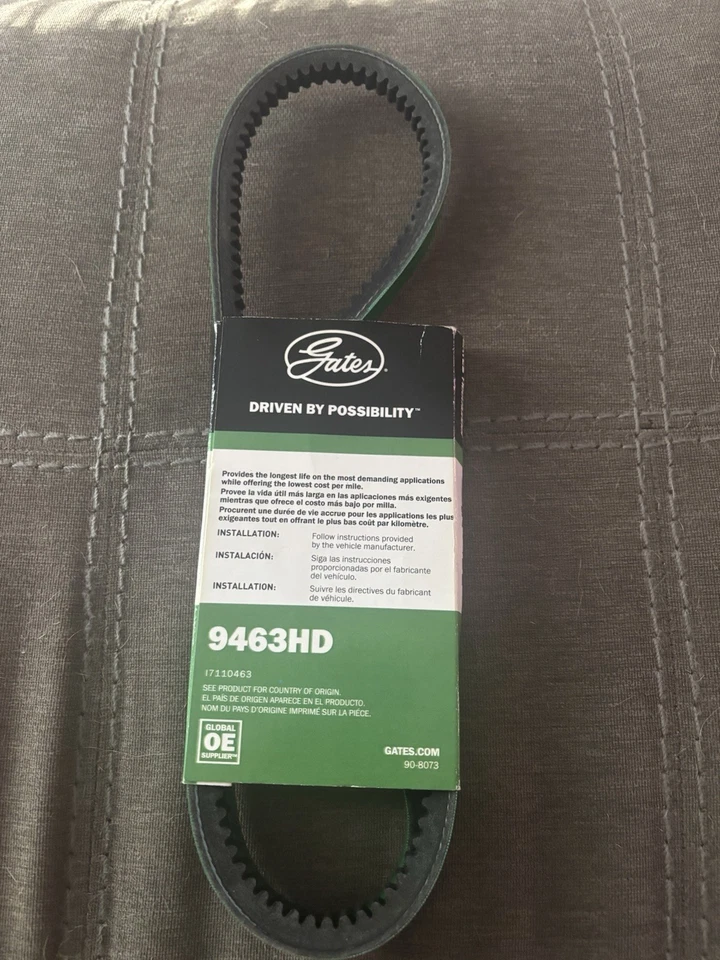 Gates
DRIVEN BY POSSIBILITY™
Provides the longest life on the most demanding applications
while offering the lowest cost per mile.
Provee la vida útil más larga en las aplicaciones más exigentes
mientras que ofrece el costo más bajo por milla.
Procurent une durée de vie accrue pour les applications les plus
exigeantes tout en offrant le plus bas coût par kilomètre.
INSTALLATION: Follow instructions provided
by the vehicle manufacturer.
INSTALACIÓN: Siga las instrucciones
proporcionadas por el fabricante
del vehículo.
INSTALLATION: Suivre les directives du fabricant
de véhicule.
9463HD
17110463
SEE PRODUCT FOR COUNTRY OF ORIGIN.
EL PAÍS DE ORIGEN APARECE EN EL PRODUCTO.
NOM DU PAYS D'ORIGINE IMPRIMÉ SUR LA PIÈCE.
GLOBAL
OE
SUPPLIER™
GATES.COM
90-8073